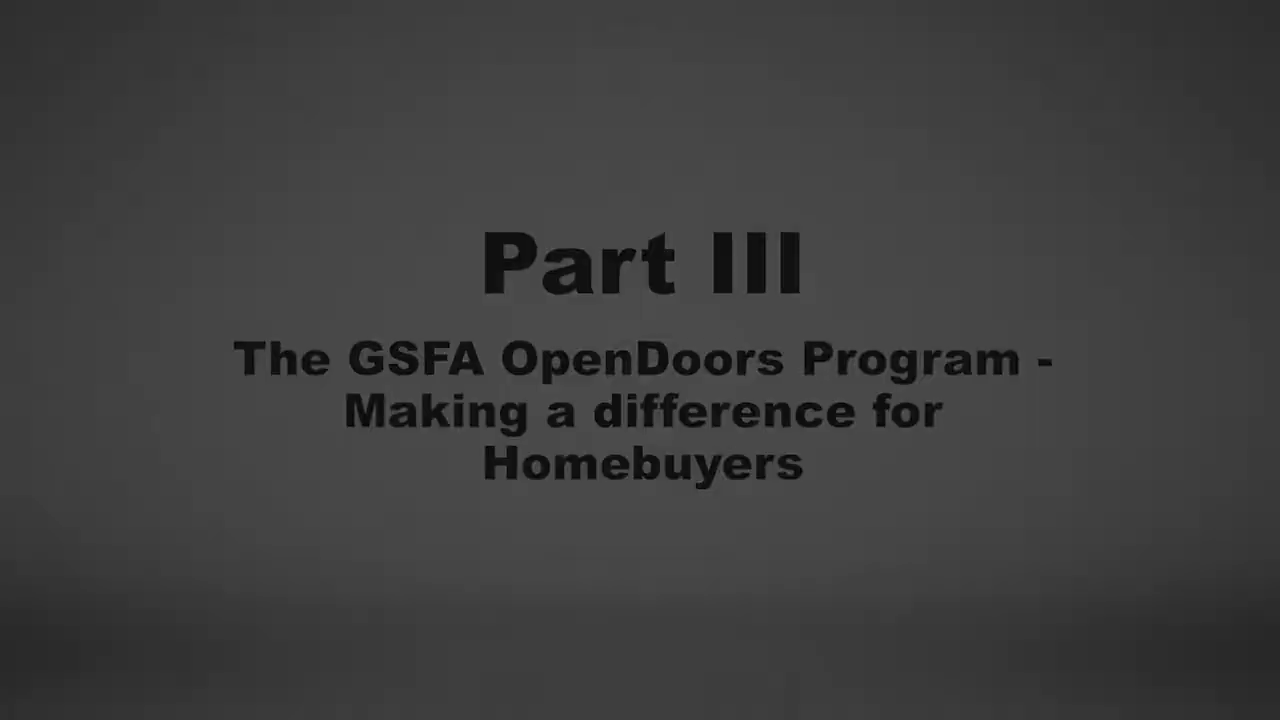 Part III
The GSFA OpenDoors Program -
Making a difference for
Homebuyers